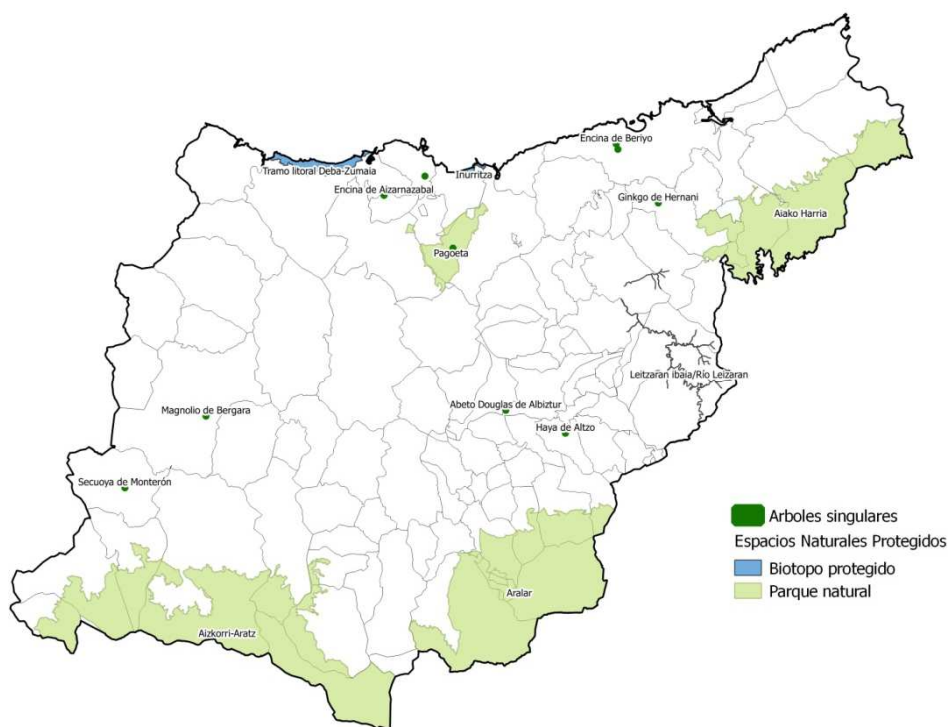 Encina de Beriyo
Tramo litoral Deba-Zumaia
Inurritza
Encina de Aizarnazabal
Ginkgo de Hernani
Aiako Harria
Pagoeta
Leitzaran ibaia/Río Leizaran
Magnolio de Bergara
Abeto Douglas de Albiztur
Haya de Altzo
Secuoya de Monterón
Arboles singulares
Espacios Naturales Protegidos
Biotopo protegido
Parque natural
Aralar
Aizkorri-Aratz